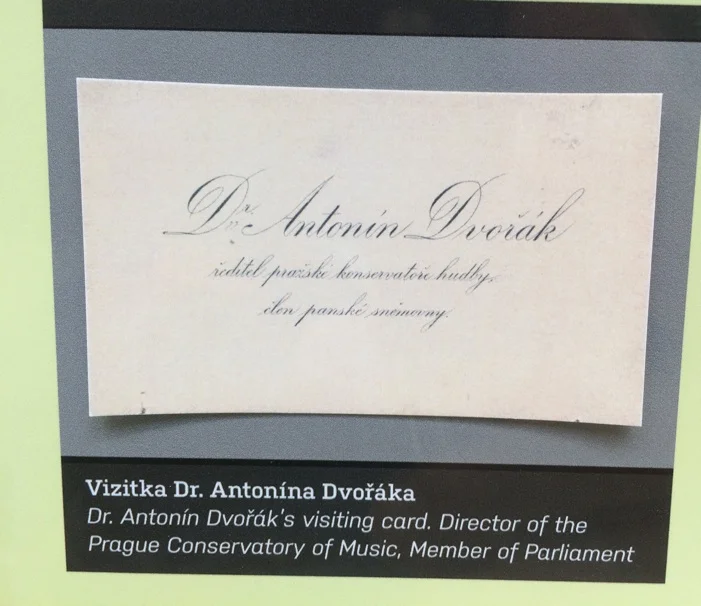 Dr. Antonín Dvořák
ředitel pražské konservatoře hudby,
člen panské sněmovny.
Vizitka Dr. Antonína Dvořáka
Dr. Antonín Dvořák's visiting card. Director of the
Prague Conservatory of Music, Member of Parliament